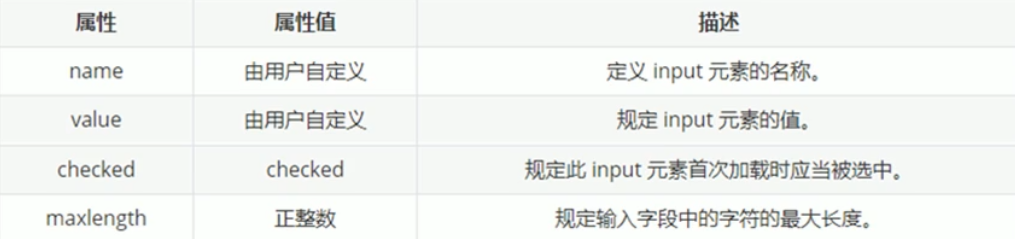 属性 属性值 描述
name 由用户自定义 定义 input 元素的名称。
value 由用户自定义 规定 input 元素的值。
checked checked 规定此 input 元素首次加载时应当被选中。
maxlength 正整数 规定输入字段中的字符的最大长度。